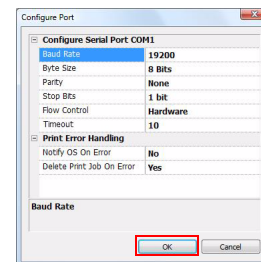 Configure Port
Configure Serial Port COM1
Baud Rate 19200
Byte Size 8 Bits
Parity None
Stop Bits 1 bit
Flow Control Hardware
Timeout 10
Print Error Handling
Notify OS On Error No
Delete Print Job On Error Yes
Baud Rate
OK Cancel